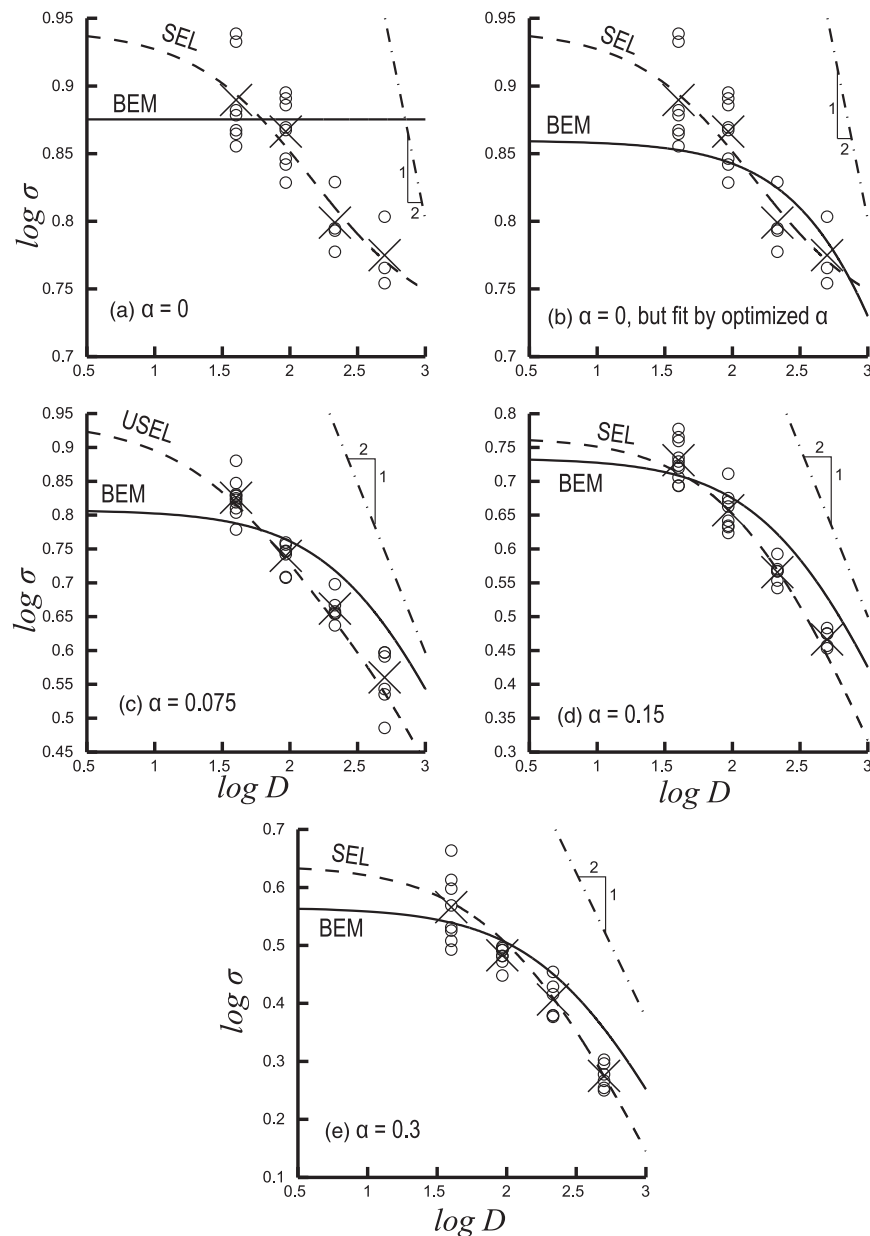 0.95
0.9
0.85
0.8
0.75
0.7
log σ
SEL
BEM
1
2
(a) α = 0
0.5 1 1.5 2 2.5 3
0.95
0.9
0.85
0.8
0.75
0.7
SEL
BEM
1
2
(b) α = 0, but fit by optimized α
0.5 1 1.5 2 2.5 3
0.95
0.9
0.85
0.8
0.75
0.7
0.65
0.6
0.55
0.5
0.45
log σ
USEL
BEM
2
1
(c) α = 0.075
0.5 1 1.5 2 2.5 3
log D
0.8
0.75
0.7
0.65
0.6
0.55
0.5
0.45
0.4
0.35
0.3
SEL
BEM
2
1
(d) α = 0.15
0.5 1 1.5 2 2.5 3
log D
0.7
0.6
0.5
0.4
0.3
0.2
0.1
log σ
SEL
BEM
2
1
(e) α = 0.3
0.5 1 1.5 2 2.5 3
log D